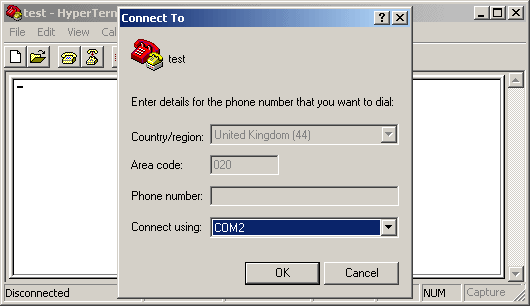 test - HyperTerm
Connect To
File Edit View Ca
test
Enter details for the phone number that you want to dial:
Country/region: United Kingdom (44)
Area code: 020
Phone number:
Connect using: COM2
OK Cancel
Disconnected NUM Capture